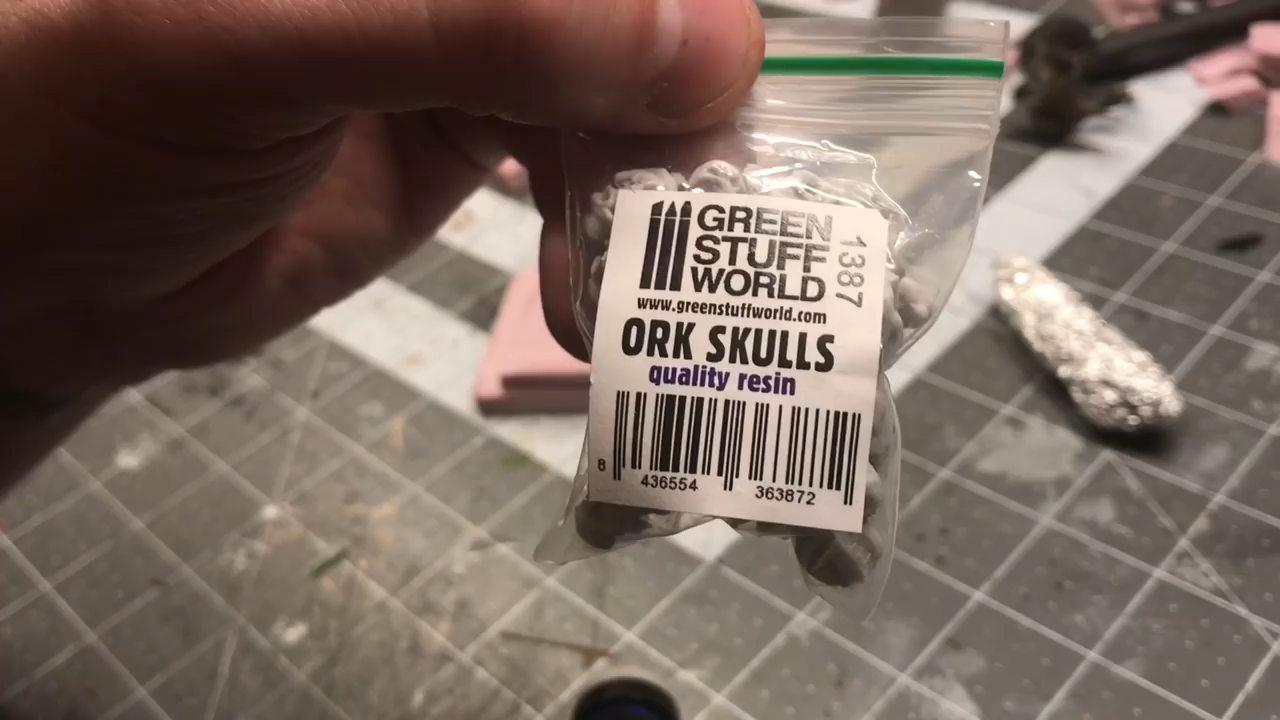 GREEN
STUFF
WORLD
1387
www.greenstuffworld.com
ORK SKULLS
quality resin
8 436554 363872